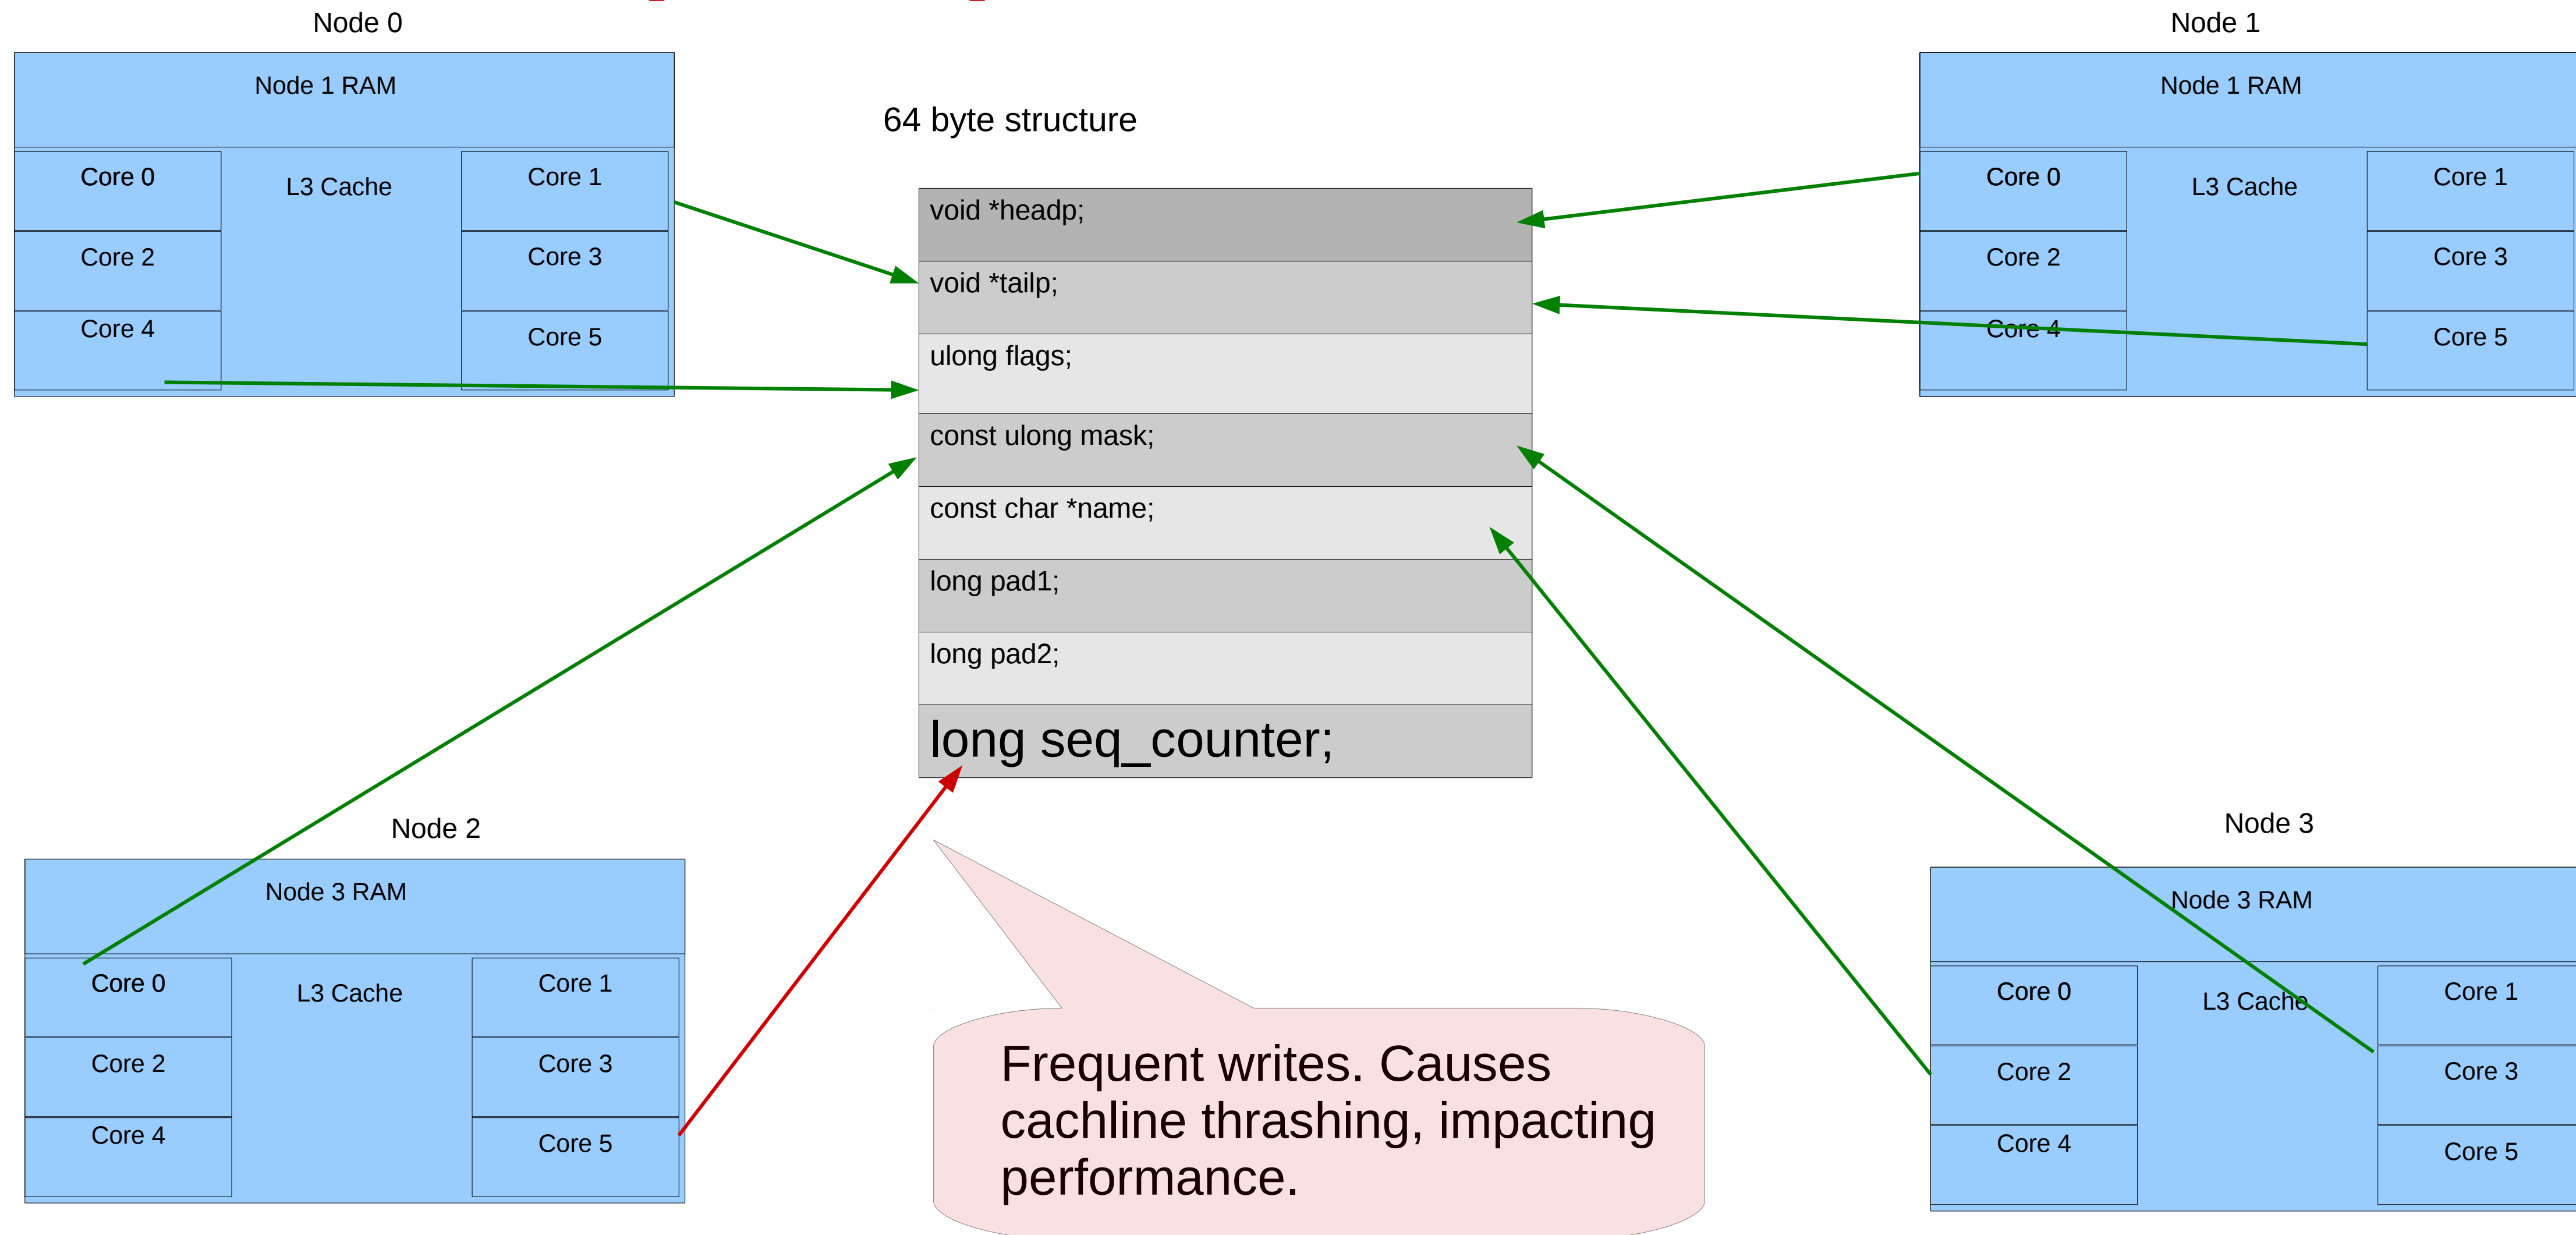 Node 0
Node 1 RAM
Core 0
L3 Cache
Core 1
Core 2
Core 3
Core 4
Core 5
64 byte structure
void *headp;
void *tailp;
ulong flags;
const ulong mask;
const char *name;
long pad1;
long pad2;
long seq_counter;
Node 1
Node 1 RAM
Core 0
L3 Cache
Core 1
Core 2
Core 3
Core 4
Core 5
Node 2
Node 3 RAM
Core 0
L3 Cache
Core 1
Core 2
Core 3
Core 4
Core 5
Frequent writes. Causes
cachline thrashing, impacting
performance.
Node 3
Node 3 RAM
Core 0
L3 Cache
Core 1
Core 2
Core 3
Core 4
Core 5